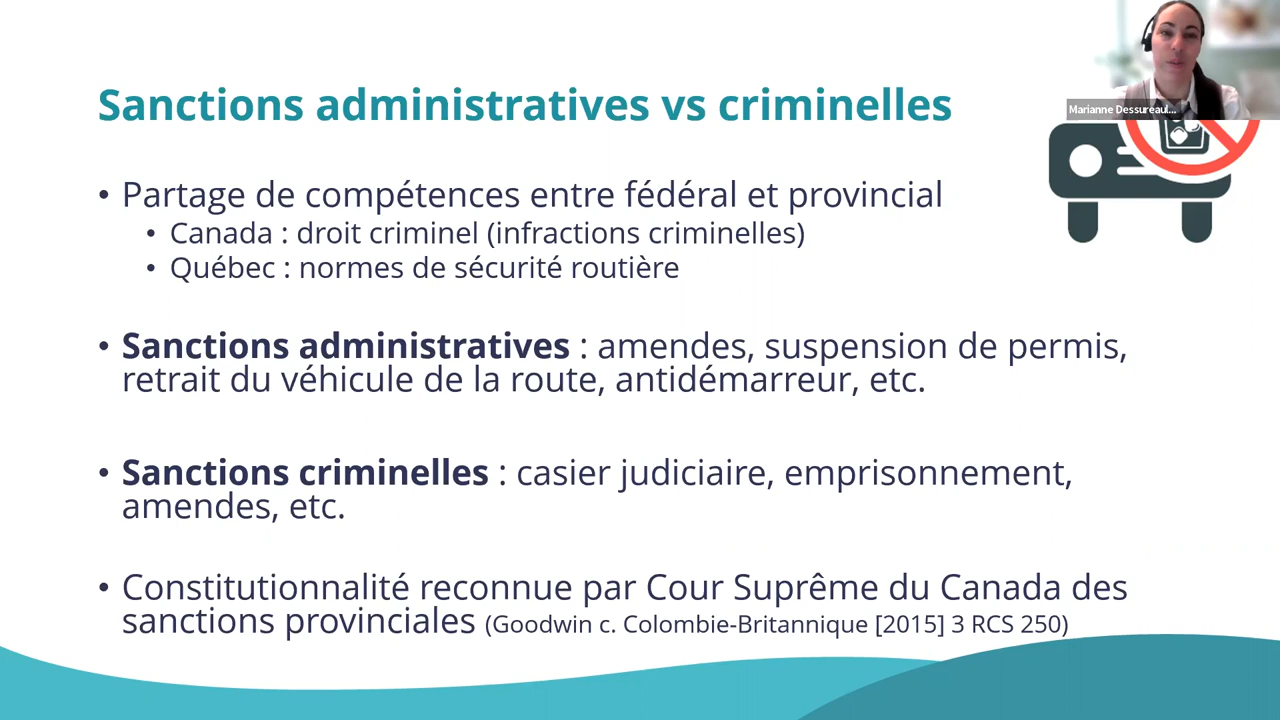 Marianne Dessureaul...
Sanctions administratives vs criminelles
• Partage de compétences entre fédéral et provincial
• Canada : droit criminel (infractions criminelles)
• Québec : normes de sécurité routière
• Sanctions administratives : amendes, suspension de permis,
retrait du véhicule de la route, antidémarreur, etc.
• Sanctions criminelles : casier judiciaire, emprisonnement,
amendes, etc.
• Constitutionnalité reconnue par Cour Suprême du Canada des
sanctions provinciales (Goodwin c. Colombie-Britannique [2015] 3 RCS 250)